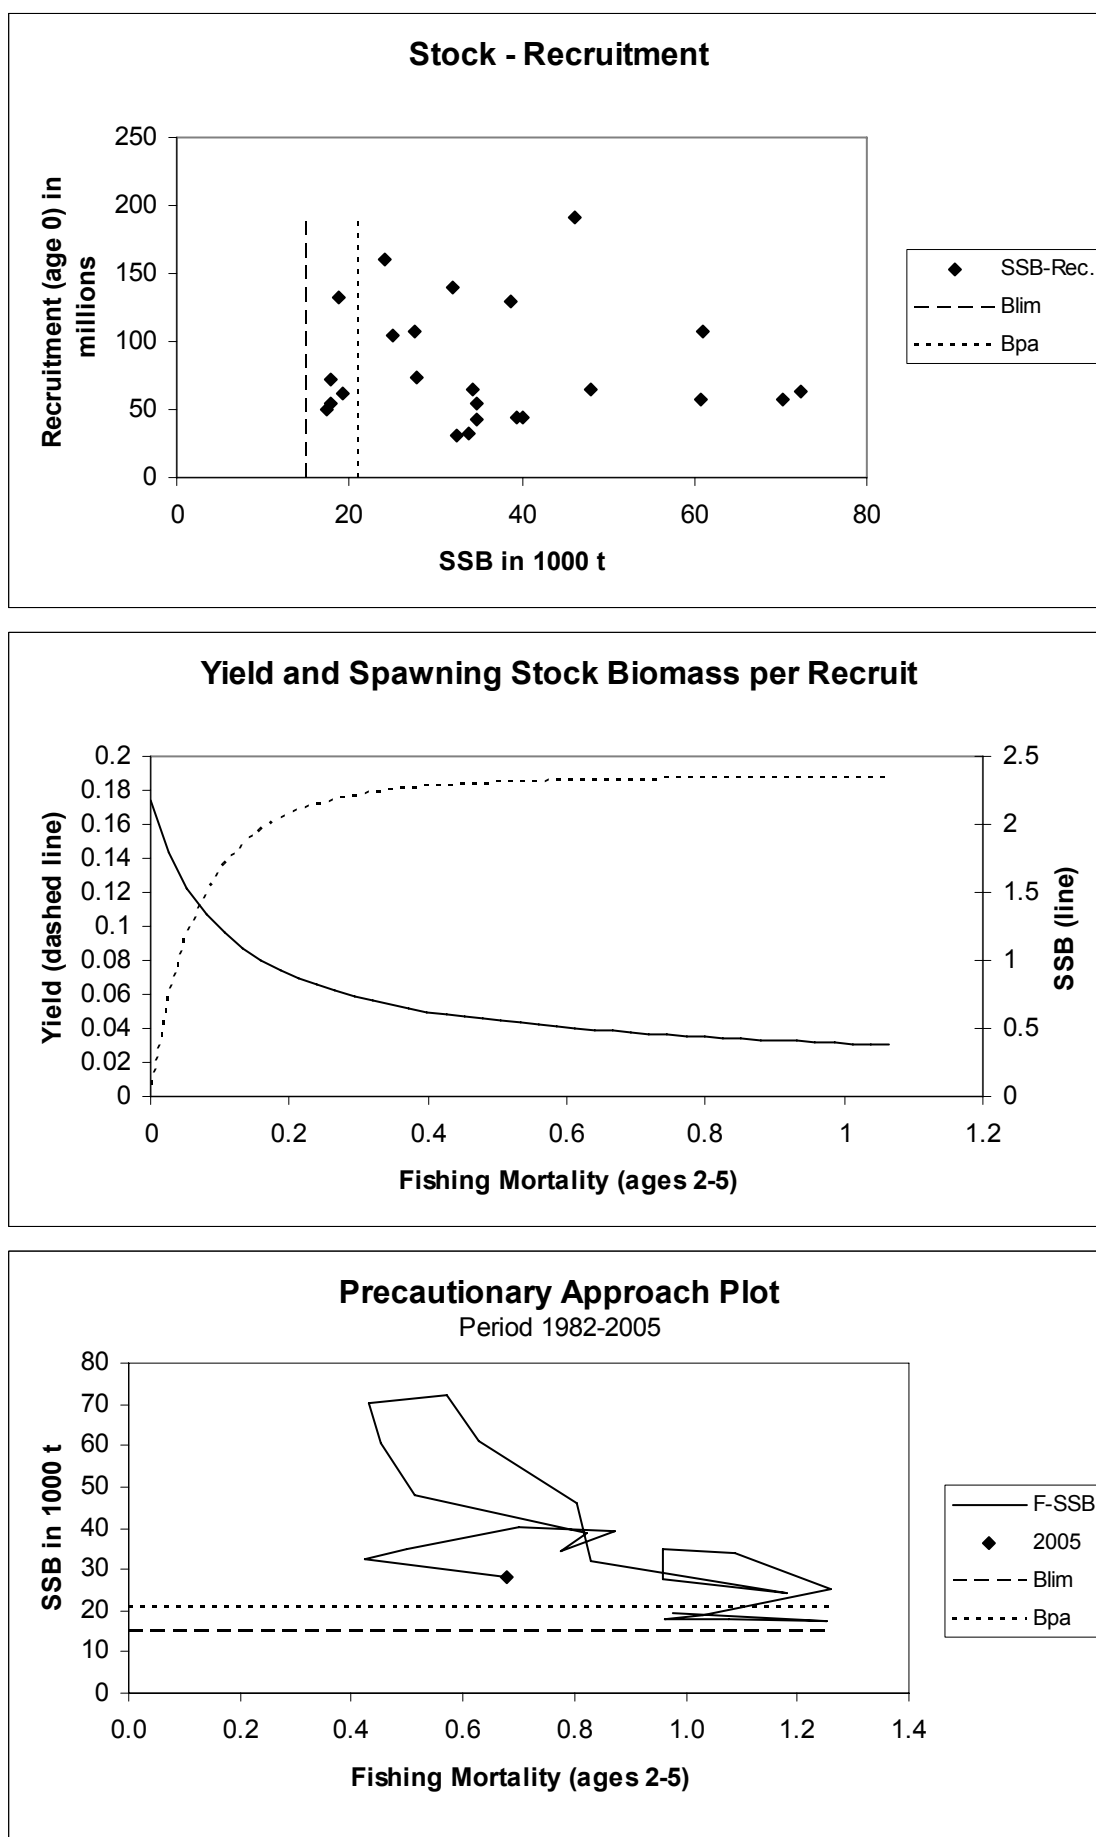 Stock - Recruitment
250
200
150
100
50
0
Recruitment (age 0) in
millions
0 20 40 60 80
SSB in 1000 t
SSB-Rec.
Blim
Bpa
Yield and Spawning Stock Biomass per Recruit
0.2
0.18
0.16
0.14
0.12
0.1
0.08
0.06
0.04
0.02
0
Yield (dashed line)
2.5
2
1.5
1
0.5
0
SSB (line)
0 0.2 0.4 0.6 0.8 1 1.2
Fishing Mortality (ages 2-5)
Precautionary Approach Plot
Period 1982-2005
80
70
60
50
40
30
20
10
0
SSB in 1000 t
0.0 0.2 0.4 0.6 0.8 1.0 1.2 1.4
Fishing Mortality (ages 2-5)
F-SSB
2005
Blim
Bpa